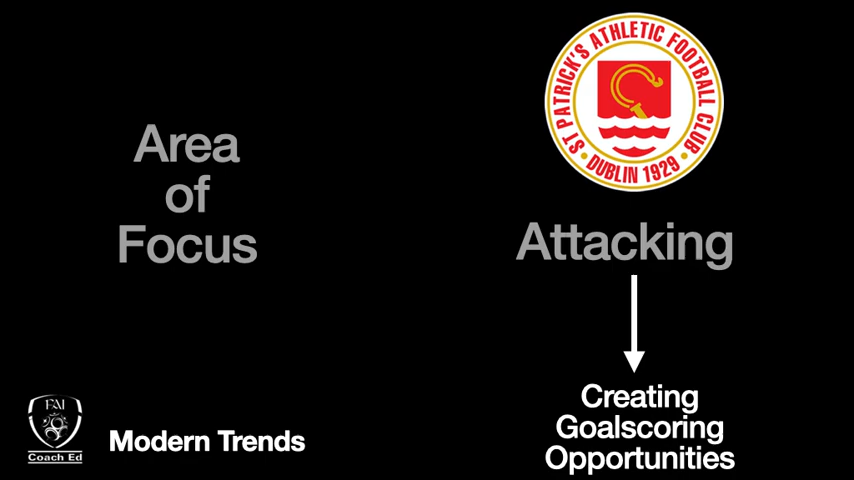 Area
of
Focus
ST PATRICK'S ATHLETIC FOOTBALL CLUB
• DUBLIN 1929 •
Attacking
Creating
Goalscoring
Opportunities
FAI
Coach Ed
Modern Trends